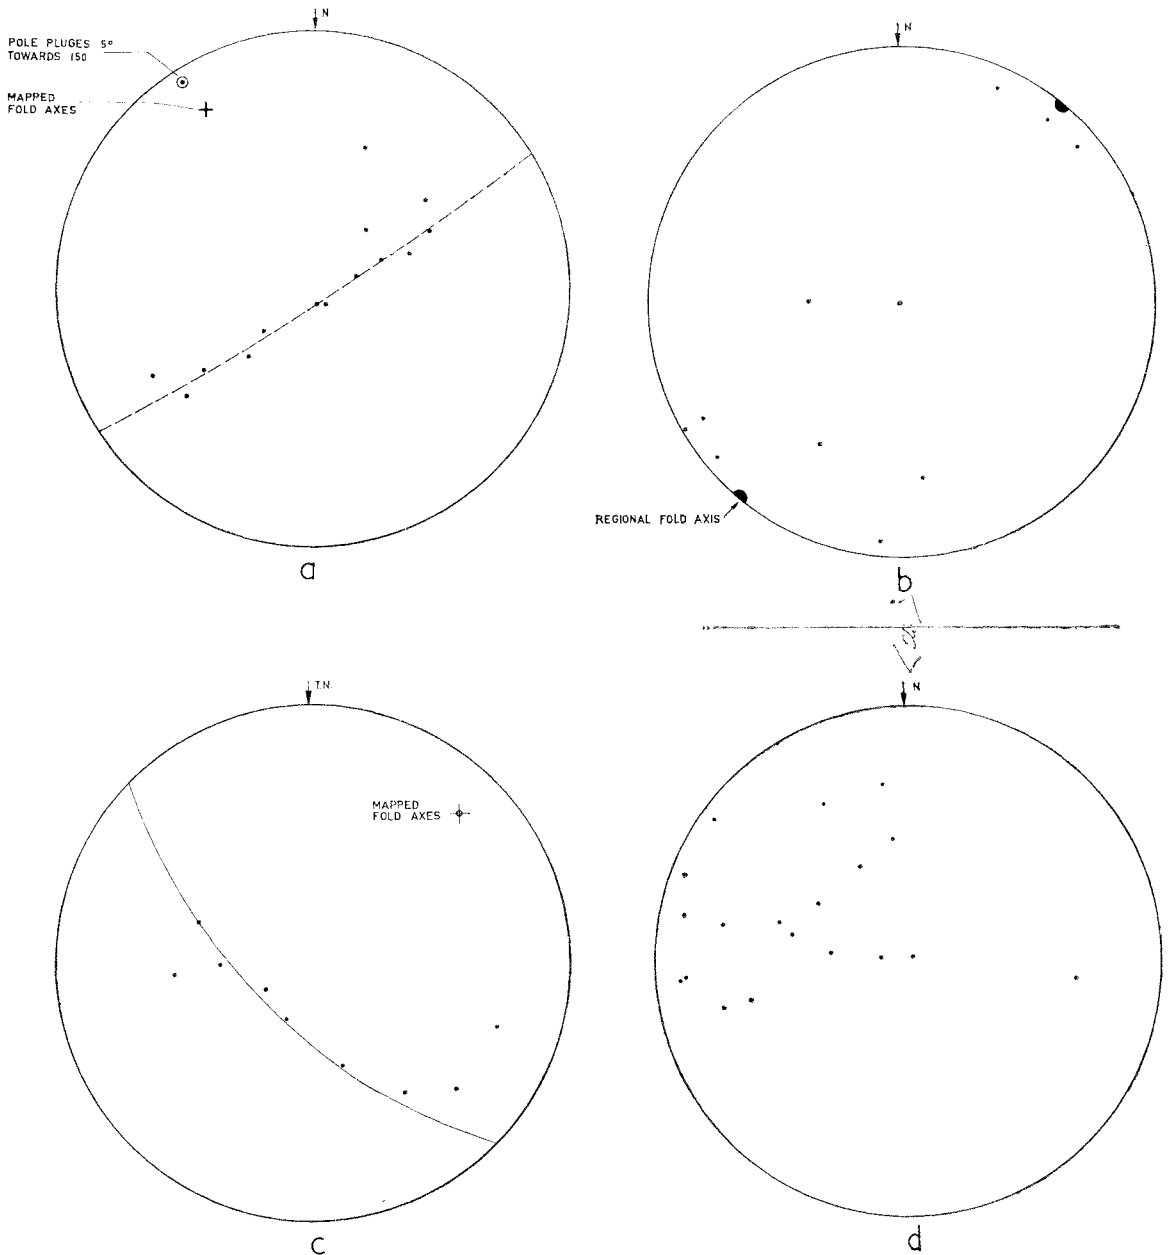 N
POLE PLUGES 5°
TOWARDS 150
MAPPED
FOLD AXES
a
N
REGIONAL FOLD AXIS
b
T.N.
MAPPED
FOLD AXES
c
N
d